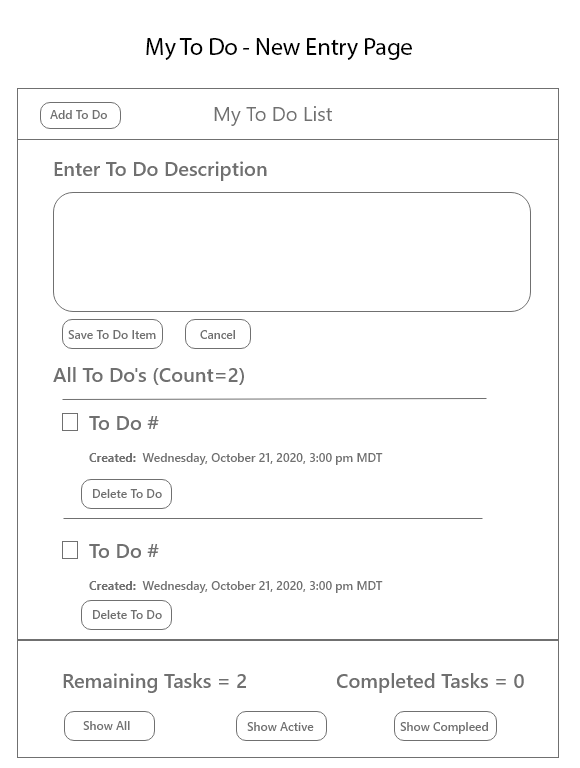 My To Do - New Entry Page
Add To Do
My To Do List
Enter To Do Description
Save To Do Item
Cancel
All To Do's (Count=2)
To Do #
Created: Wednesday, October 21, 2020, 3:00 pm MDT
Delete To Do
To Do #
Created: Wednesday, October 21, 2020, 3:00 pm MDT
Delete To Do
Remaining Tasks = 2
Completed Tasks = 0
Show All
Show Active
Show Compleed